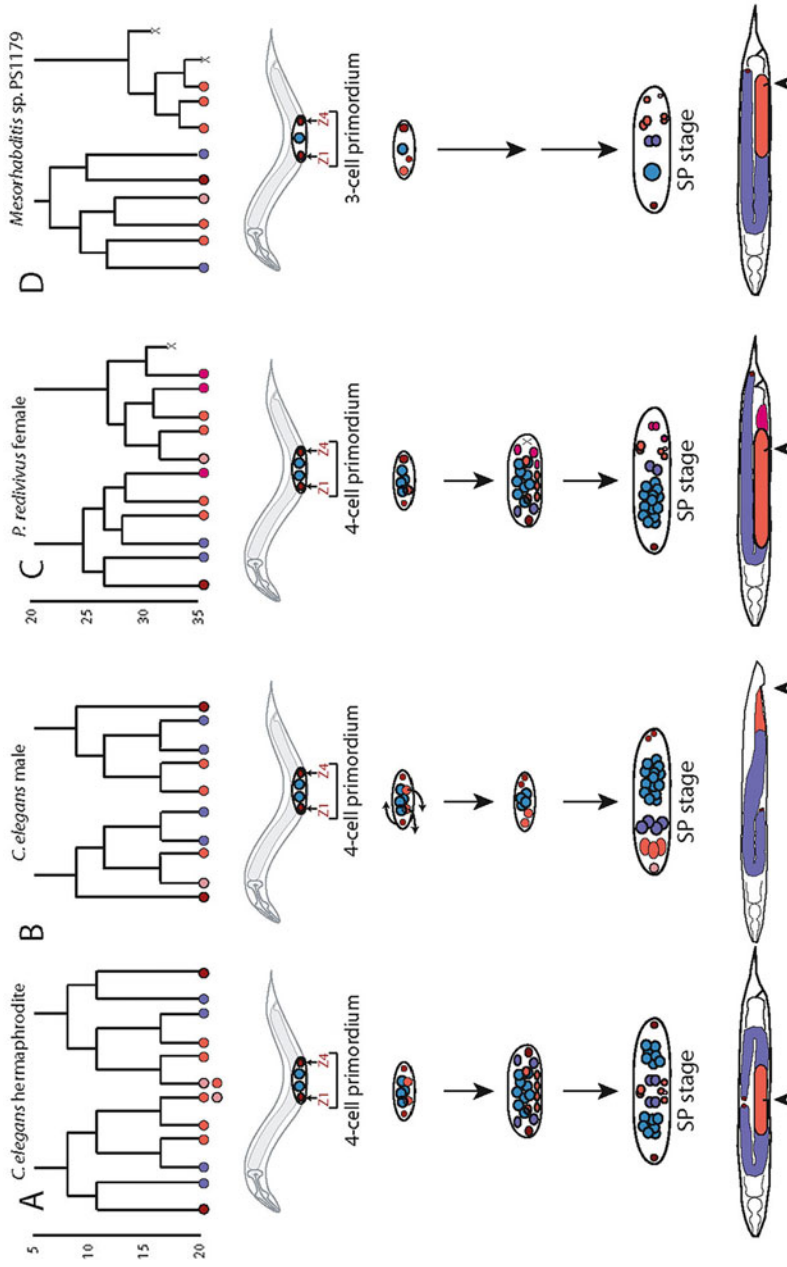 A
C. elegans hermaphrodite
5
10
15
20
Z1
Z4
4-cell primordium
SP stage
B
C. elegans male
Z1
Z4
4-cell primordium
SP stage
C
P. redivivus female
20
25
30
35
Z1
Z4
4-cell primordium
X
X
SP stage
D
Mesorhabditis sp. PS1179
X
X
Z1
Z4
3-cell primordium
SP stage